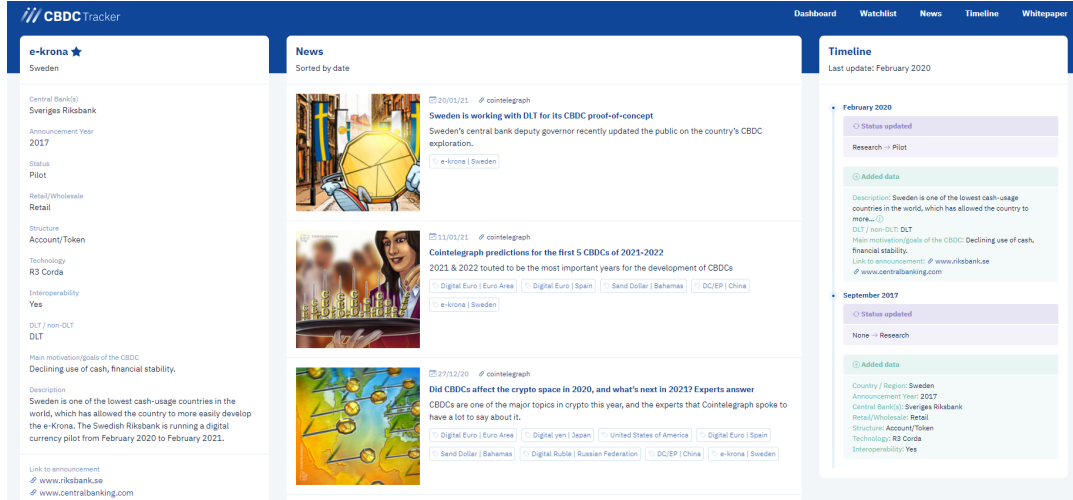 CBDC Tracker
Dashboard Watchlist News Timeline Whitepaper
e-krona
Sweden
Central Bank(s)
Sveriges Riksbank
Announcement Year
2017
Status
Pilot
Retail/Wholesale
Retail
Structure
Account/Token
Technology
R3 Corda
Interoperability
Yes
DLT / non-DLT
DLT
Main motivation/goals of the CBDC
Declining use of cash, financial stability.
Description
Sweden is one of the lowest cash-usage countries in the
world, which has allowed the country to more easily develop
the e-Krona. The Swedish Riksbank is running a digital
currency pilot from February 2020 to February 2021.
Link to announcement
www.riksbank.se
www.centralbanking.com
News
Sorted by date
20/01/21 cointelegraph
Sweden is working with DLT for its CBDC proof-of-concept
Sweden's central bank deputy governor recently updated the public on the country's CBDC
exploration.
e-krona | Sweden
11/01/21 cointelegraph
Cointelegraph predictions for the first 5 CBDCs of 2021-2022
2021 & 2022 touted to be the most important years for the development of CBDCs
Digital Euro | Euro Area Digital Euro | Spain Sand Dollar | Bahamas DC/EP | China
e-krona | Sweden
27/12/20 cointelegraph
Did CBDCs affect the crypto space in 2020, and what's next in 2021? Experts answer
CBDCs are one of the major topics in crypto this year, and the experts that Cointelegraph spoke to
have a lot to say about it.
Digital Euro | Euro Area Digital yen | Japan United States of America Digital Euro | Spain
Sand Dollar | Bahamas Digital Ruble | Russian Federation DC/EP | China e-krona | Sweden
Timeline
Last update: February 2020
February 2020
Status updated
Research → Pilot
Added data
Description: Sweden is one of the lowest cash-usage
countries in the world, which has allowed the country to
more...
DLT / non-DLT: DLT
Main motivation/goals of the CBDC: Declining use of cash,
financial stability.
Link to announcement: www.riksbank.se
www.centralbanking.com
September 2017
Status updated
None → Research
Added data
Country / Region: Sweden
Announcement Year: 2017
Central Bank(s): Sveriges Riksbank
Retail/Wholesale: Retail
Structure: Account/Token
Technology: R3 Corda
Interoperability: Yes